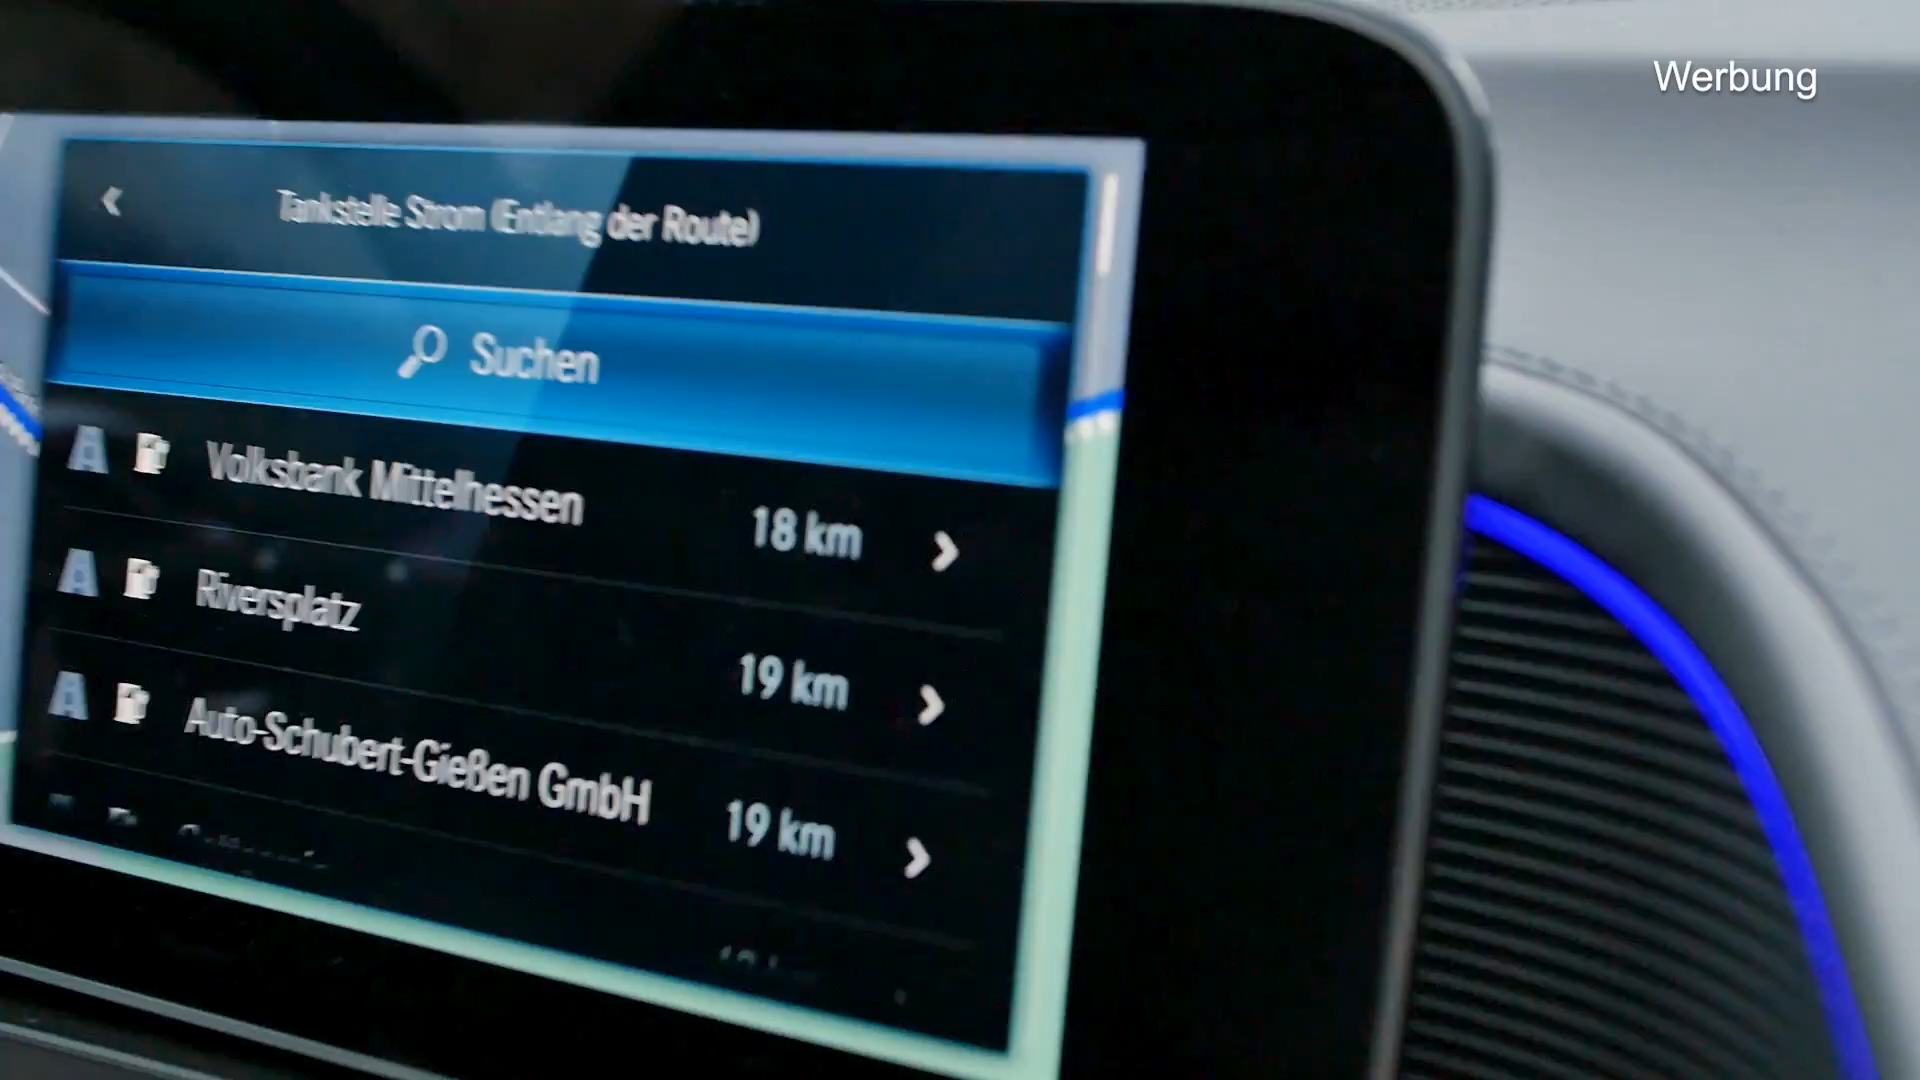 Werbung
Tankstelle Strom (Entlang der Route)
Suchen
Volksbank Mittelhessen 18 km
Riversplatz 19 km
Auto-Schubert-Gießen GmbH 19 km